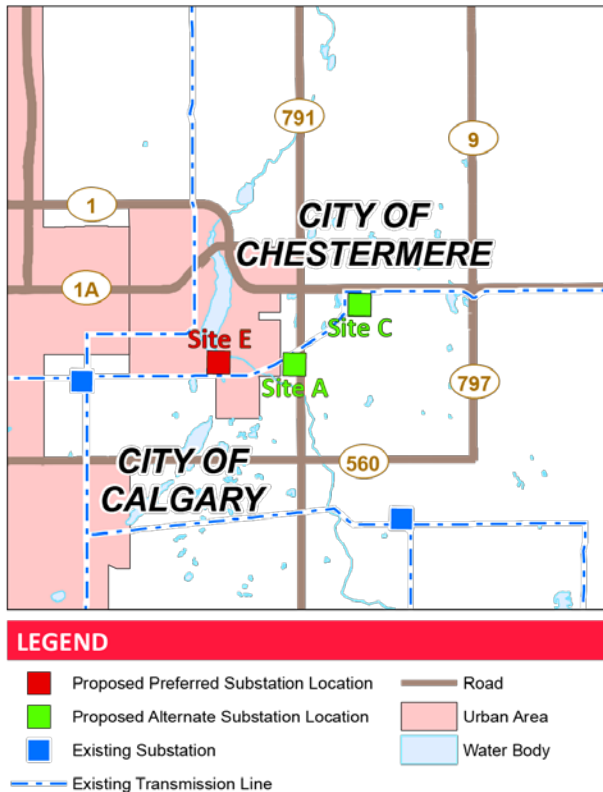 791
9
1
CITY OF
CHESTERMERE
1A
Site E
Site C
Site A
797
CITY OF
CALGARY
560
LEGEND
Proposed Preferred Substation Location
Road
Proposed Alternate Substation Location
Urban Area
Existing Substation
Water Body
Existing Transmission Line